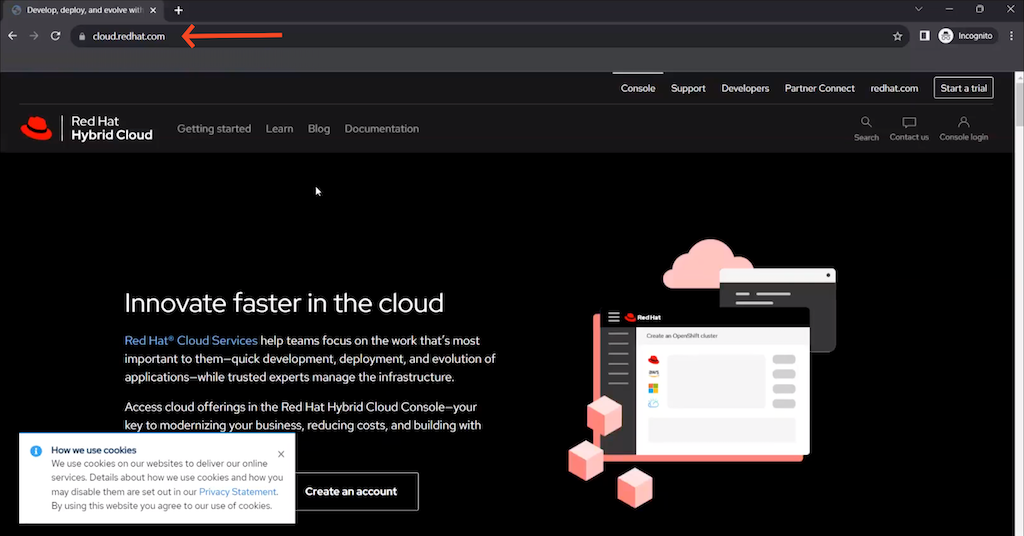 Develop, deploy, and evolve with
cloud.redhat.com
Incognito
Console Support Developers Partner Connect redhat.com Start a trial
Red Hat
Hybrid Cloud
Getting started Learn Blog Documentation
Search Contact us Console login
Innovate faster in the cloud
Red Hat® Cloud Services help teams focus on the work that's most
important to them—quick development, deployment, and evolution of
applications—while trusted experts manage the infrastructure.
Access cloud offerings in the Red Hat Hybrid Cloud Console—your
key to modernizing your business, reducing costs, and building with
Red Hat
Create an OpenShift cluster
aws
How we use cookies
We use cookies on our websites to deliver our online
services. Details about how we use cookies and how you
may disable them are set out in our Privacy Statement.
By using this website you agree to our use of cookies.
Create an account